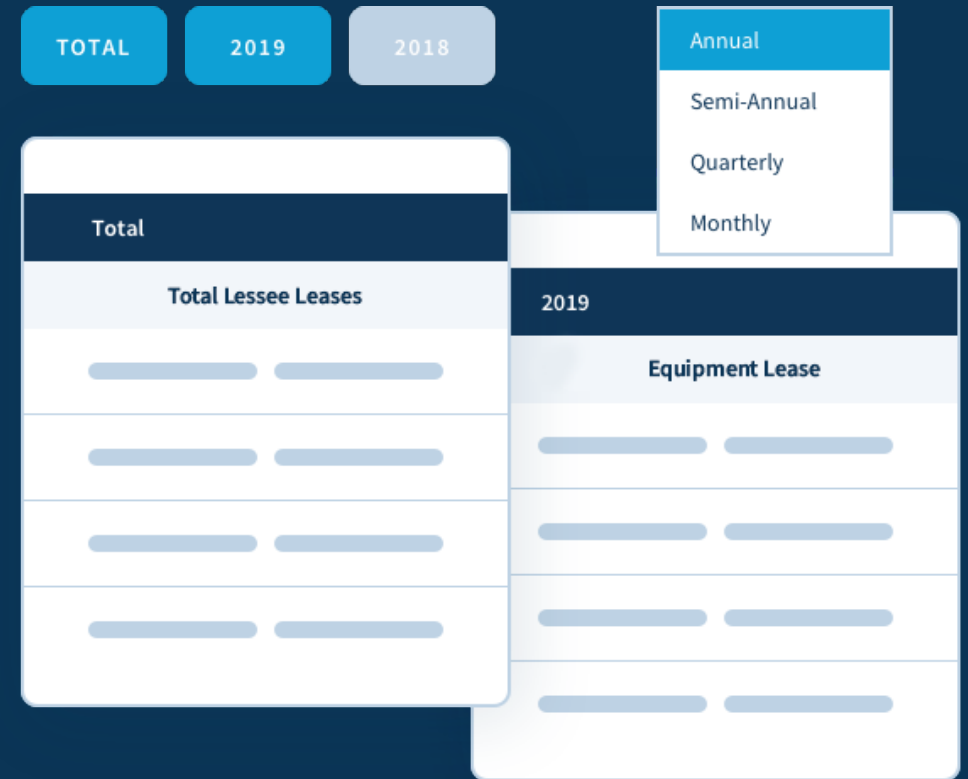 TOTAL
2019
2018
Annual
Semi-Annual
Quarterly
Monthly
Total
Total Lessee Leases
2019
Equipment Lease